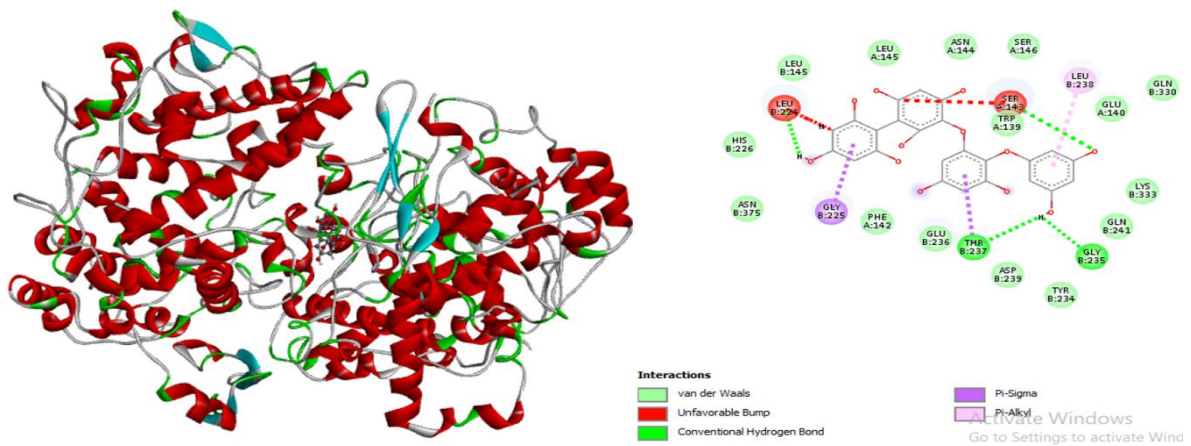 LEU
B:145
LEU
A:145
ASN
A:144
SER
A:146
LEU
B:224
SER
A:143
TRP
A:139
LEU
B:238
GLN
B:330
GLU
A:140
HIS
B:226
ASN
B:375
GLY
B:225
PHE
A:142
GLU
B:236
THR
B:237
ASP
B:239
TYR
B:234
GLY
B:235
GLN
B:241
LYS
B:333
H
H
H
O
O
O
O
O
O
O
O
O
O
O
O
O
Interactions
van der Waals
Unfavorable Bump
Conventional Hydrogen Bond
Pi-Sigma
Pi-Alkyl
Activate Windows
Go to Settings to activate Wind